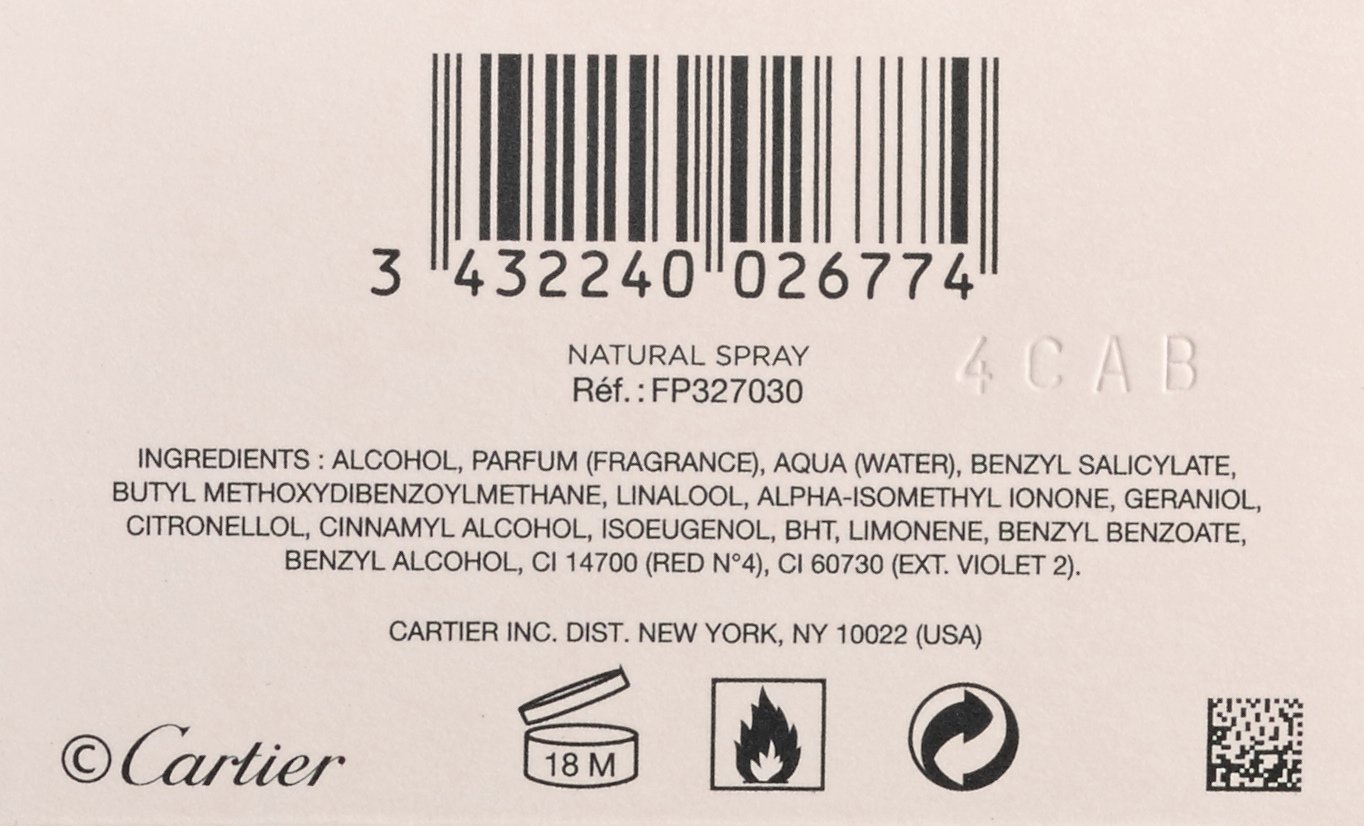 3 432240 026774
NATURAL SPRAY
Réf. : FP327030
4CAB
INGREDIENTS : ALCOHOL, PARFUM (FRAGRANCE), AQUA (WATER), BENZYL SALICYLATE,
BUTYL METHOXYDIBENZOYLMETHANE, LINALOOL, ALPHA-ISOMETHYL IONONE, GERANIOL,
CITRONELLOL, CINNAMYL ALCOHOL, ISOEUGENOL, BHT, LIMONENE, BENZYL BENZOATE,
BENZYL ALCOHOL, CI 14700 (RED N°4), CI 60730 (EXT. VIOLET 2).
CARTIER INC. DIST. NEW YORK, NY 10022 (USA)
© Cartier
18 M